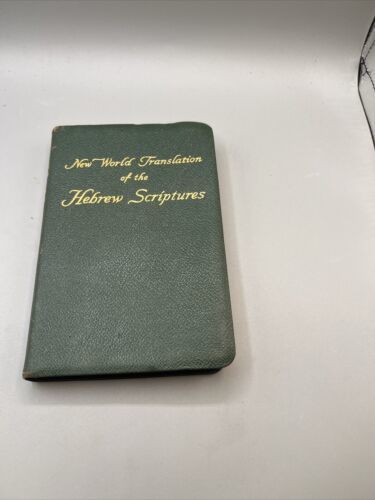 New World Translation
of the
Hebrew Scriptures